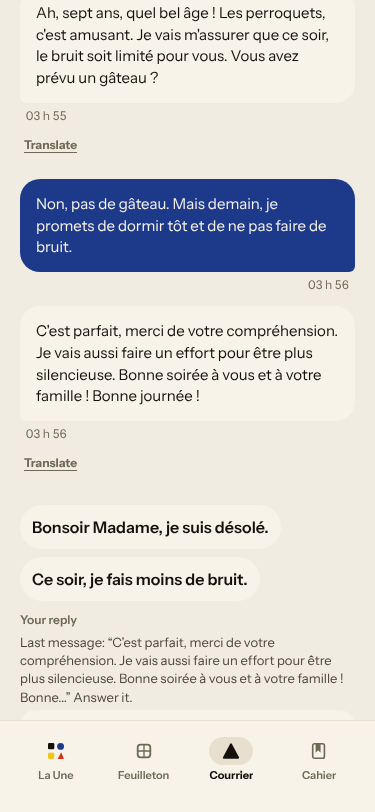 Ah, sept ans, quel bel âge ! Les perroquets,
c'est amusant. Je vais m'assurer que ce soir,
le bruit soit limité pour vous. Vous avez
prévu un gâteau ?
03 h 55
Translate
Non, pas de gâteau. Mais demain, je
promets de dormir tôt et de ne pas faire de
bruit.
03 h 56
C'est parfait, merci de votre compréhension.
Je vais aussi faire un effort pour être plus
silencieuse. Bonne soirée à vous et à votre
famille ! Bonne journée !
03 h 56
Translate
Bonsoir Madame, je suis désolé.
Ce soir, je fais moins de bruit.
Your reply
Last message: “C'est parfait, merci de votre
compréhension. Je vais aussi faire un effort pour être
plus silencieuse. Bonne soirée à vous et à votre famille !
Bonne…” Answer it.
La Une
Feuilleton
Courrier
Cahier